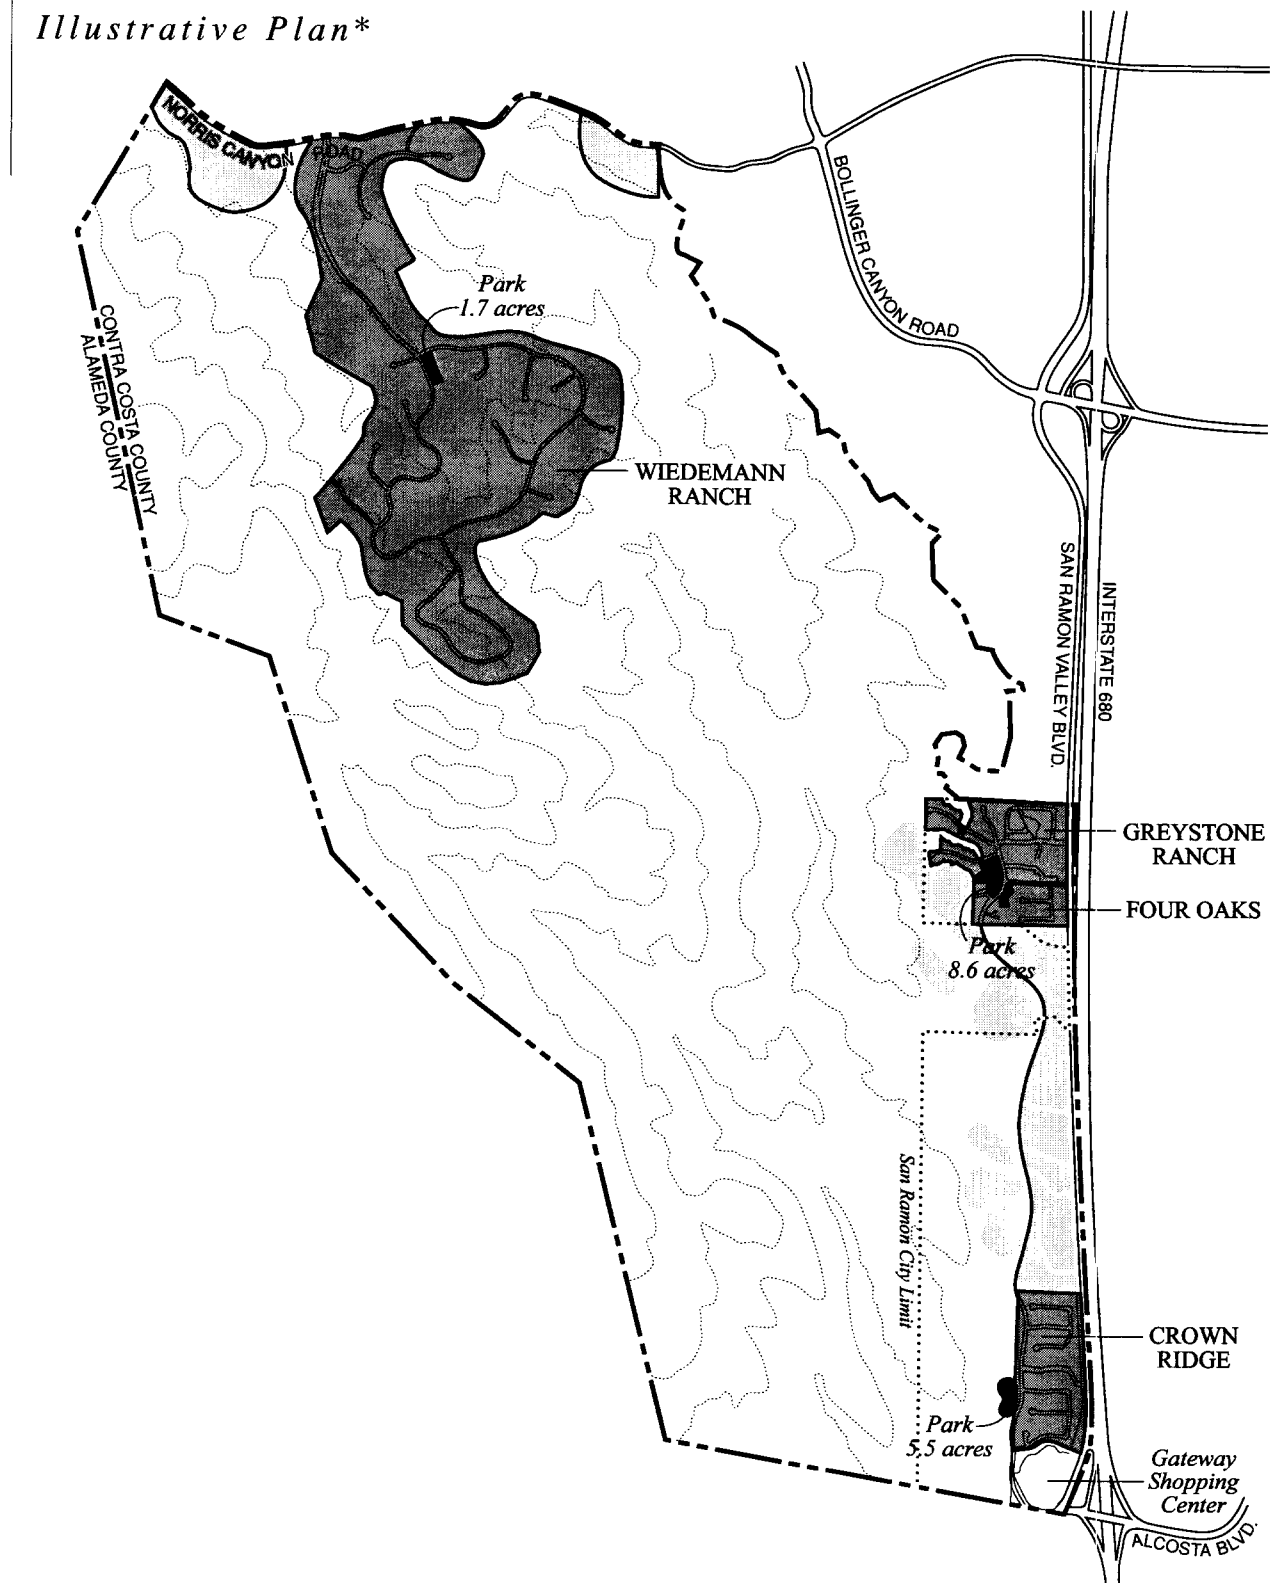 Illustrative Plan*
NORRIS CANYON ROAD
BOLLINGER CANYON ROAD
Park
1.7 acres
CONTRA COSTA COUNTY
ALAMEDA COUNTY
WIEDEMANN
RANCH
SAN RAMON VALLEY BLVD.
INTERSTATE 680
GREYSTONE
RANCH
FOUR OAKS
Park
8.6 acres
San Ramon City Limit
CROWN
RIDGE
Park
5.5 acres
Gateway
Shopping
Center
ALCOSTA BLVD.